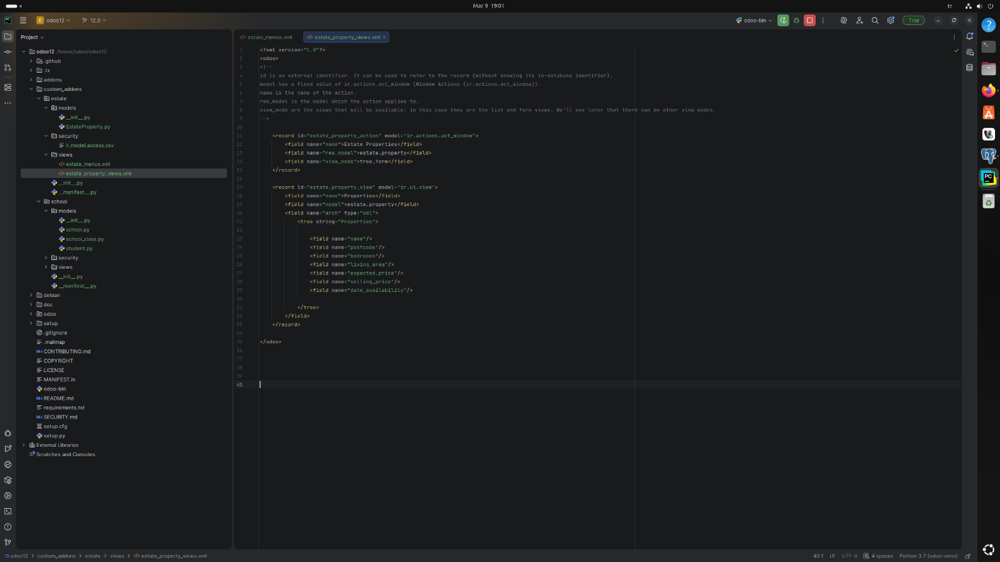 Mar 9 19:01
tr
PC
odoo12
12.0
odoo-bin
Trial
Project
estate_menus.xml
estate_property_views.xml
odoo12 /home/odoo/odoo12
.github
.tx
addons
custom_addons
estate
models
__init__.py
EstateProperty.py
security
ir.model.access.csv
views
estate_menus.xml
estate_property_views.xml
__init__.py
__manifest__.py
school
models
__init__.py
school.py
school_class.py
student.py
security
views
__init__.py
__manifest__.py
debian
doc
odoo
setup
.gitignore
.mailmap
CONTRIBUTING.md
COPYRIGHT
LICENSE
MANIFEST.in
odoo-bin
README.md
requirements.txt
SECURITY.md
setup.cfg
setup.py
External Libraries
Scratches and Consoles
1 <?xml version="1.0"?>
2 <odoo>
3 <!--
4 id is an external identifier. It can be used to refer to the record (without knowing its in-database identifier).
5 model has a fixed value of ir.actions.act_window (Window Actions (ir.actions.act_window)).
6 name is the name of the action.
7 res_model is the model which the action applies to.
8 view_mode are the views that will be available; in this case they are the list and form views. We'll see later that there can be other view modes.
9 -->
10
11 <record id="estate_property_action" model="ir.actions.act_window">
12 <field name="name">Estate Properties</field>
13 <field name="res_model">estate.property</field>
14 <field name="view_mode">tree,form</field>
15 </record>
16
17 <record id="estate_property_view" model="ir.ui.view">
18 <field name="name">Properties</field>
19 <field name="model">estate.property</field>
20 <field name="arch" type="xml">
21 <tree string="Properties">
22
23 <field name="name"/>
24 <field name="postcode"/>
25 <field name="bedrooms"/>
26 <field name="living_area"/>
27 <field name="expected_price"/>
28 <field name="selling_price"/>
29 <field name="date_availability"/>
30
31 </tree>
32 </field>
33 </record>
34
35 </odoo>
36
37
38
39
40
odoo12 > custom_addons > estate > views > estate_property_views.xml
40:1 LF UTF-8 4 spaces Python 3.7 (odoo-venv)